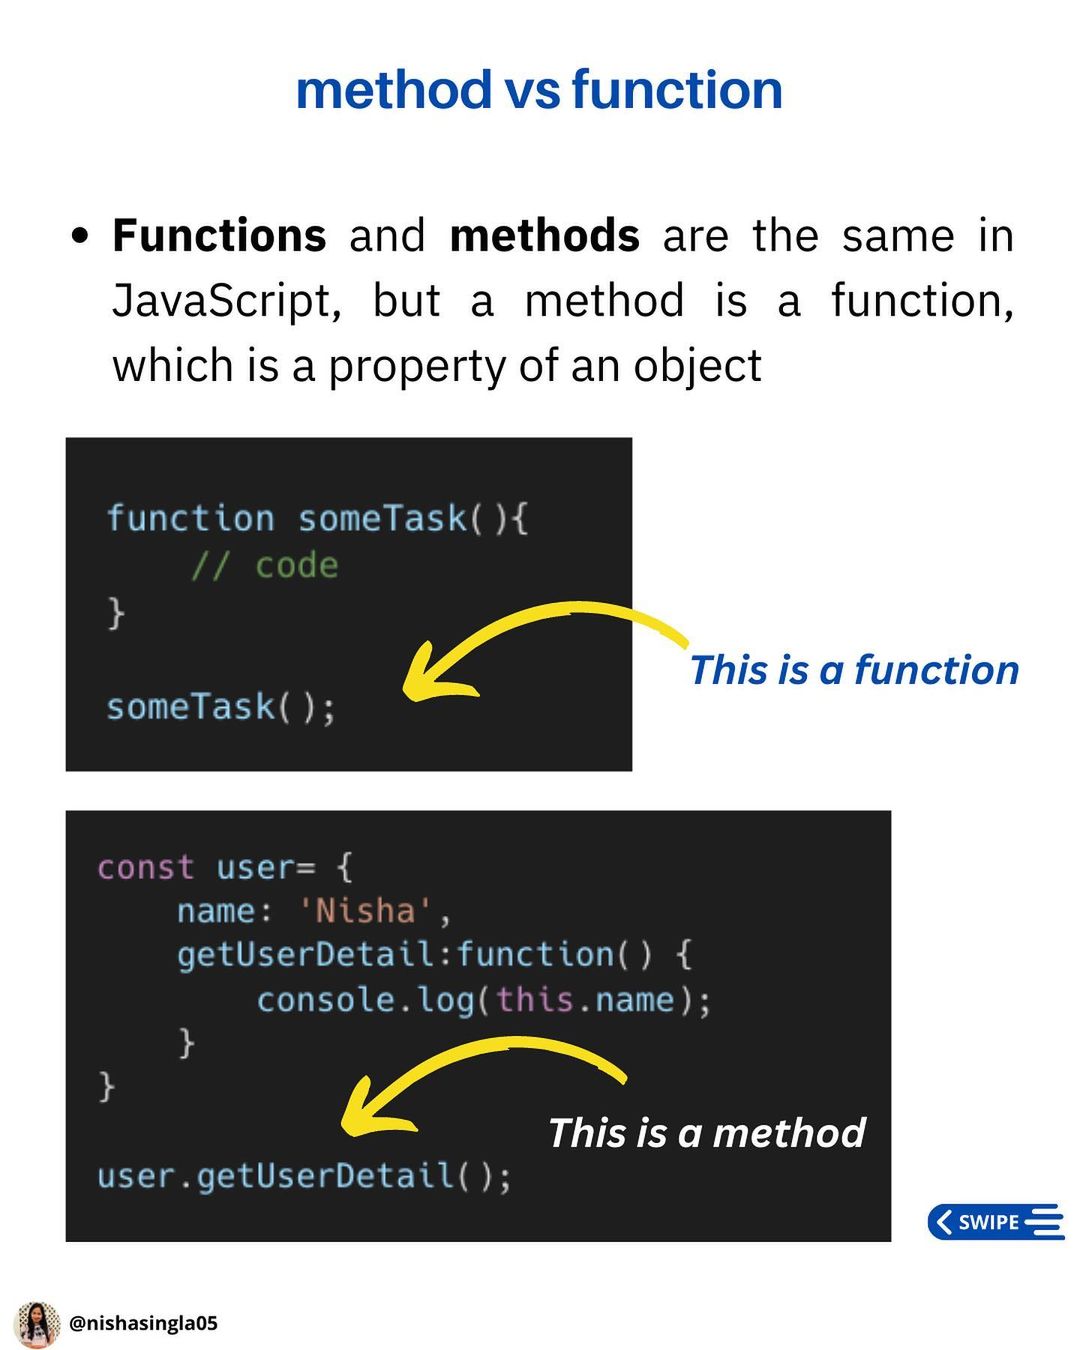 method vs function
• Functions and methods are the same in
JavaScript, but a method is a function,
which is a property of an object
function someTask(){
// code
}
someTask();
This is a function
const user= {
name: 'Nisha',
getUserDetail:function() {
console.log(this.name);
}
}
This is a method
user.getUserDetail();
SWIPE
@nishasingla05